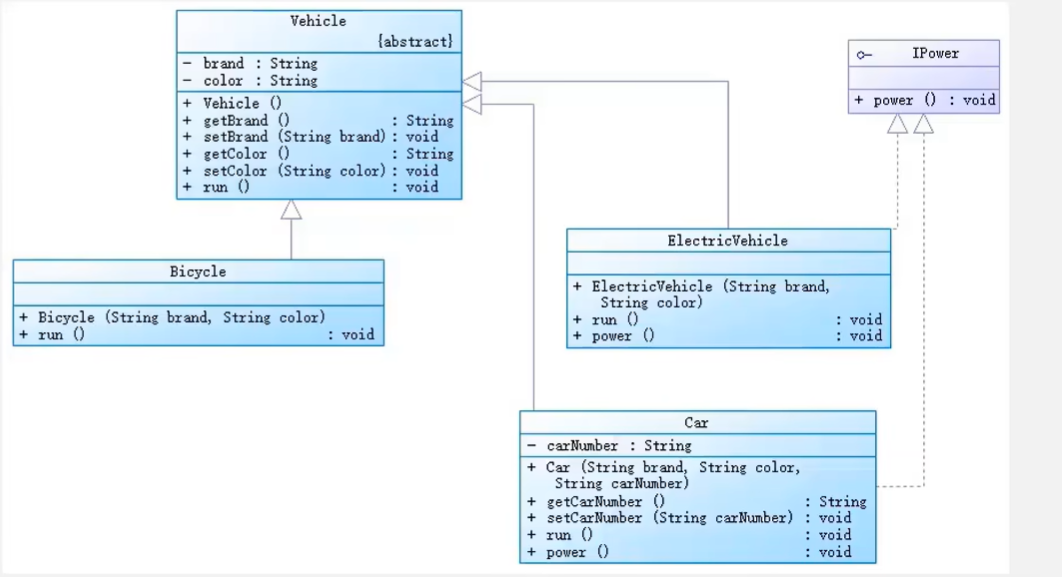 Vehicle
{abstract}
- brand : String
- color : String
+ Vehicle ()
+ getBrand () : String
+ setBrand (String brand) : void
+ getColor () : String
+ setColor (String color) : void
+ run () : void
IPower
+ power () : void
ElectricVehicle
+ ElectricVehicle (String brand,
String color)
+ run () : void
+ power () : void
Bicycle
+ Bicycle (String brand, String color)
+ run () : void
Car
- carNumber : String
+ Car (String brand, String color,
String carNumber)
+ getCarNumber () : String
+ setCarNumber (String carNumber) : void
+ run () : void
+ power () : void